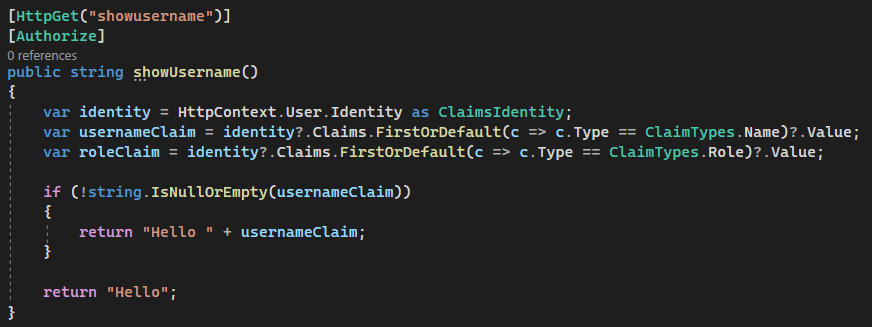 [HttpGet("showusername")]
[Authorize]
0 references
public string showUsername()
{
var identity = HttpContext.User.Identity as ClaimsIdentity;
var usernameClaim = identity?.Claims.FirstOrDefault(c => c.Type == ClaimTypes.Name)?.Value;
var roleClaim = identity?.Claims.FirstOrDefault(c => c.Type == ClaimTypes.Role)?.Value;
if (!string.IsNullOrEmpty(usernameClaim))
{
return "Hello " + usernameClaim;
}
return "Hello";
}